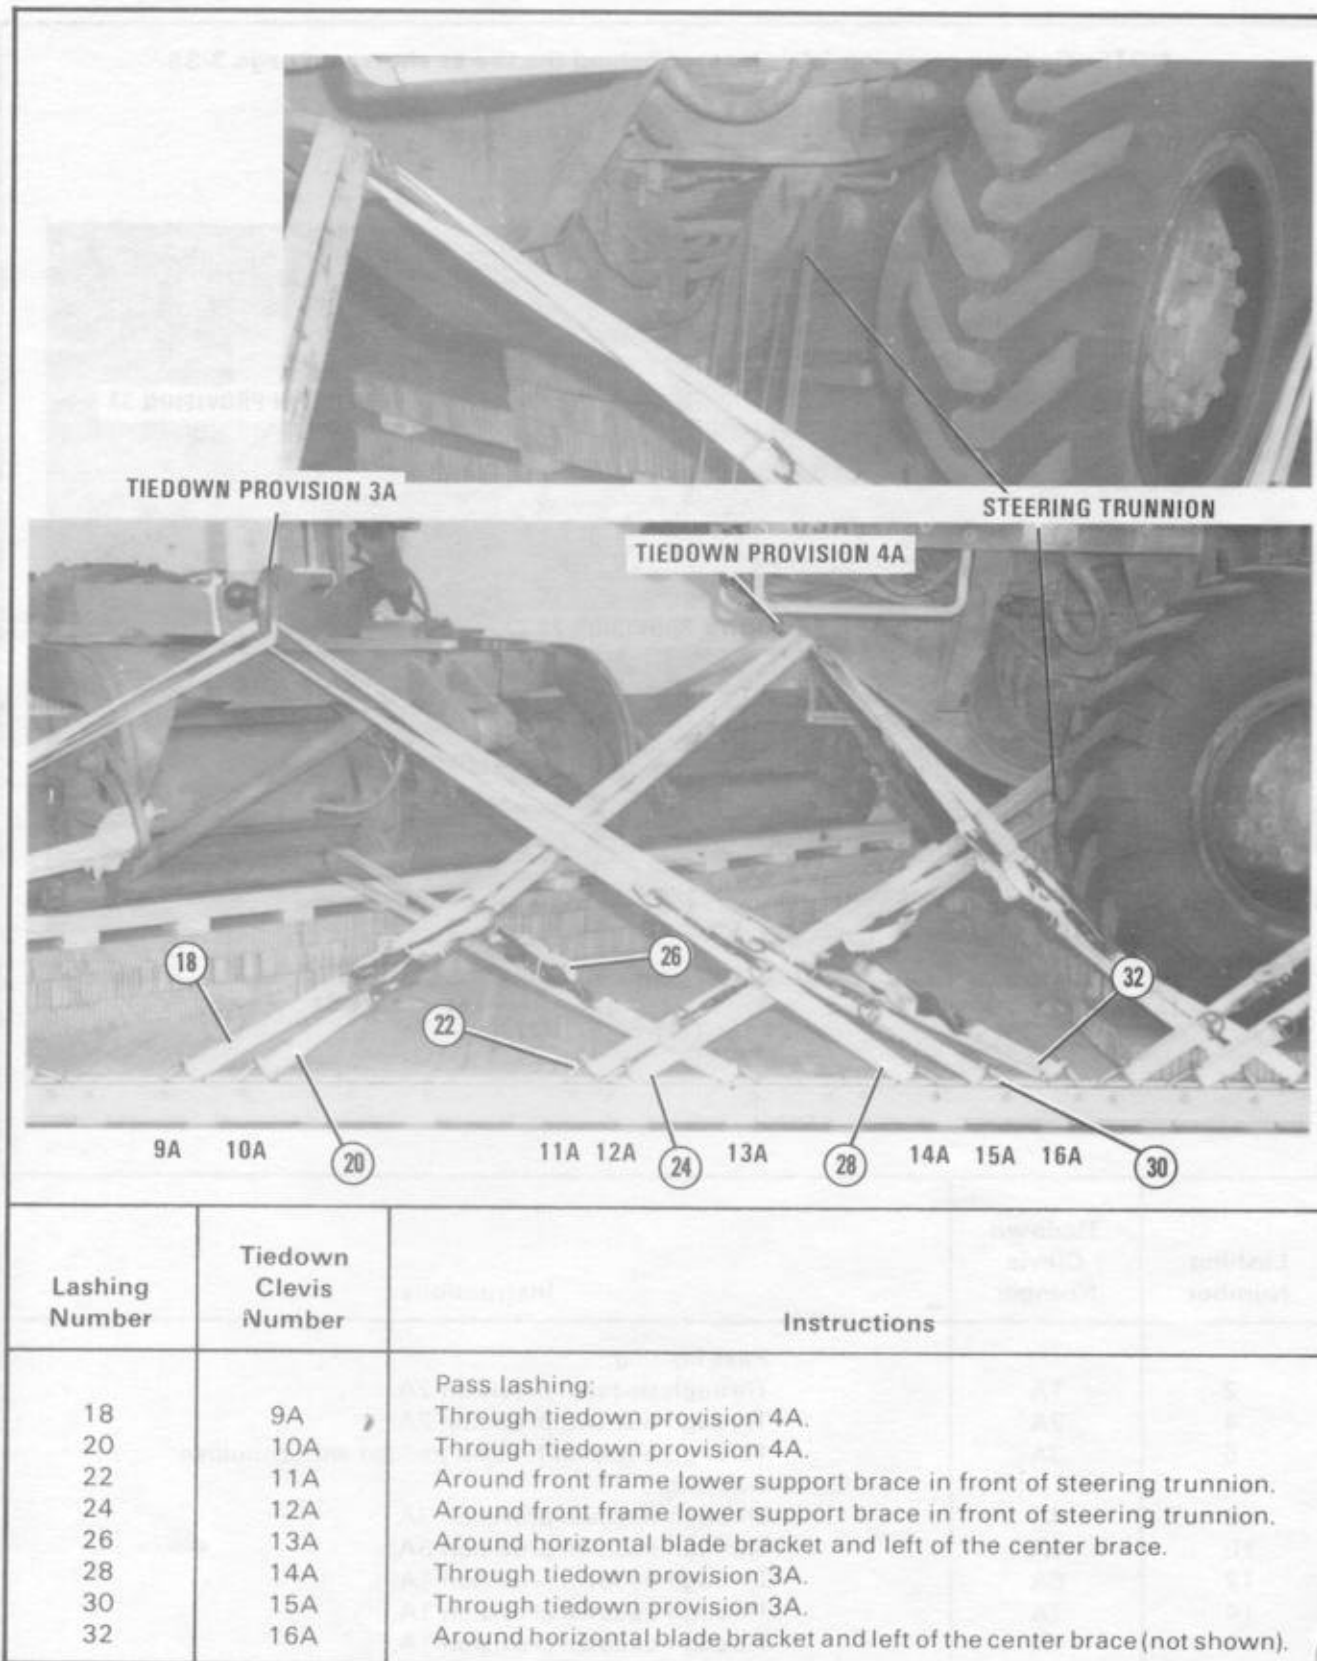 TIEDOWN PROVISION 3A
STEERING TRUNNION
TIEDOWN PROVISION 4A
18
26
32
22
9A 10A 20 11A 12A 24 13A 28 14A 15A 16A 30
Lashing Number
Tiedown Clevis Number
Instructions
Pass lashing:
18 9A Through tiedown provision 4A.
20 10A Through tiedown provision 4A.
22 11A Around front frame lower support brace in front of steering trunnion.
24 12A Around front frame lower support brace in front of steering trunnion.
26 13A Around horizontal blade bracket and left of the center brace.
28 14A Through tiedown provision 3A.
30 15A Through tiedown provision 3A.
32 16A Around horizontal blade bracket and left of the center brace (not shown).